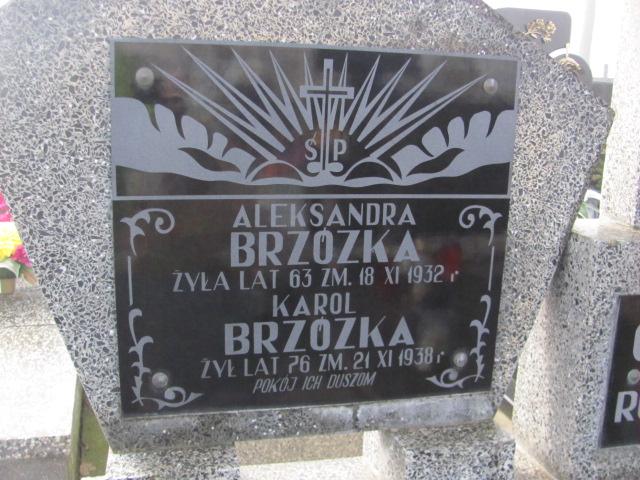 Ś P
ALEKSANDRA
BRZÓZKA
ŻYŁA LAT 63 ZM. 18 XI 1932 r
KAROL
BRZÓZKA
ŻYŁ LAT 76 ZM. 21 XI 1938 r
POKÓJ ICH DUSZOM